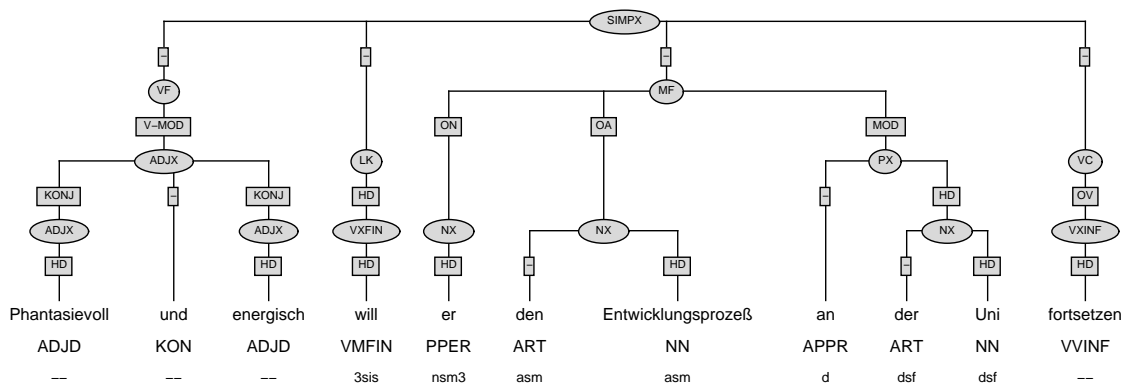 SIMPX
– – – –
VF MF
V–MOD ON OA MOD
ADJX LK PX VC
KONJ – KONJ HD – HD OV
ADJX ADJX VXFIN NX NX NX VXINF
HD HD HD HD – HD – HD HD
Phantasievoll und energisch will er den Entwicklungsprozeß an der Uni fortsetzen
ADJD KON ADJD VMFIN PPER ART NN APPR ART NN VVINF
–– –– –– 3sis nsm3 asm asm d dsf dsf ––